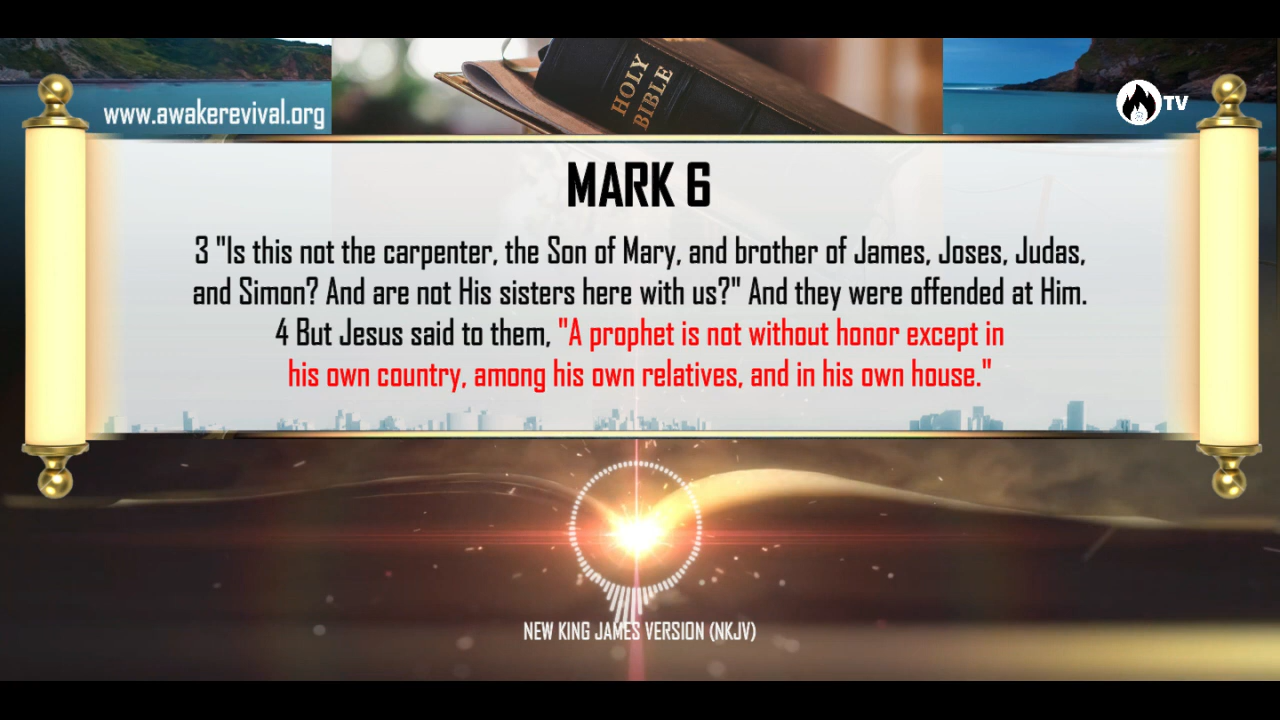 HOLY
BIBLE
www.awakerevival.org
TV
MARK 6
3 "Is this not the carpenter, the Son of Mary, and brother of James, Joses, Judas,
and Simon? And are not His sisters here with us?" And they were offended at Him.
4 But Jesus said to them, "A prophet is not without honor except in
his own country, among his own relatives, and in his own house."
NEW KING JAMES VERSION (NKJV)